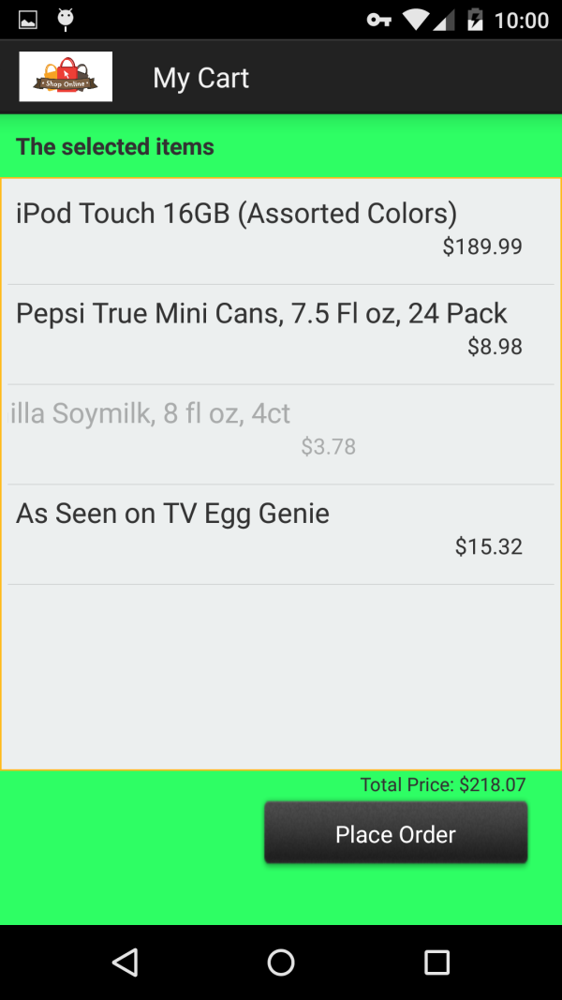 10:00
Shop Online
My Cart
The selected items
iPod Touch 16GB (Assorted Colors)
$189.99
Pepsi True Mini Cans, 7.5 Fl oz, 24 Pack
$8.98
illa Soymilk, 8 fl oz, 4ct
$3.78
As Seen on TV Egg Genie
$15.32
Total Price: $218.07
Place Order